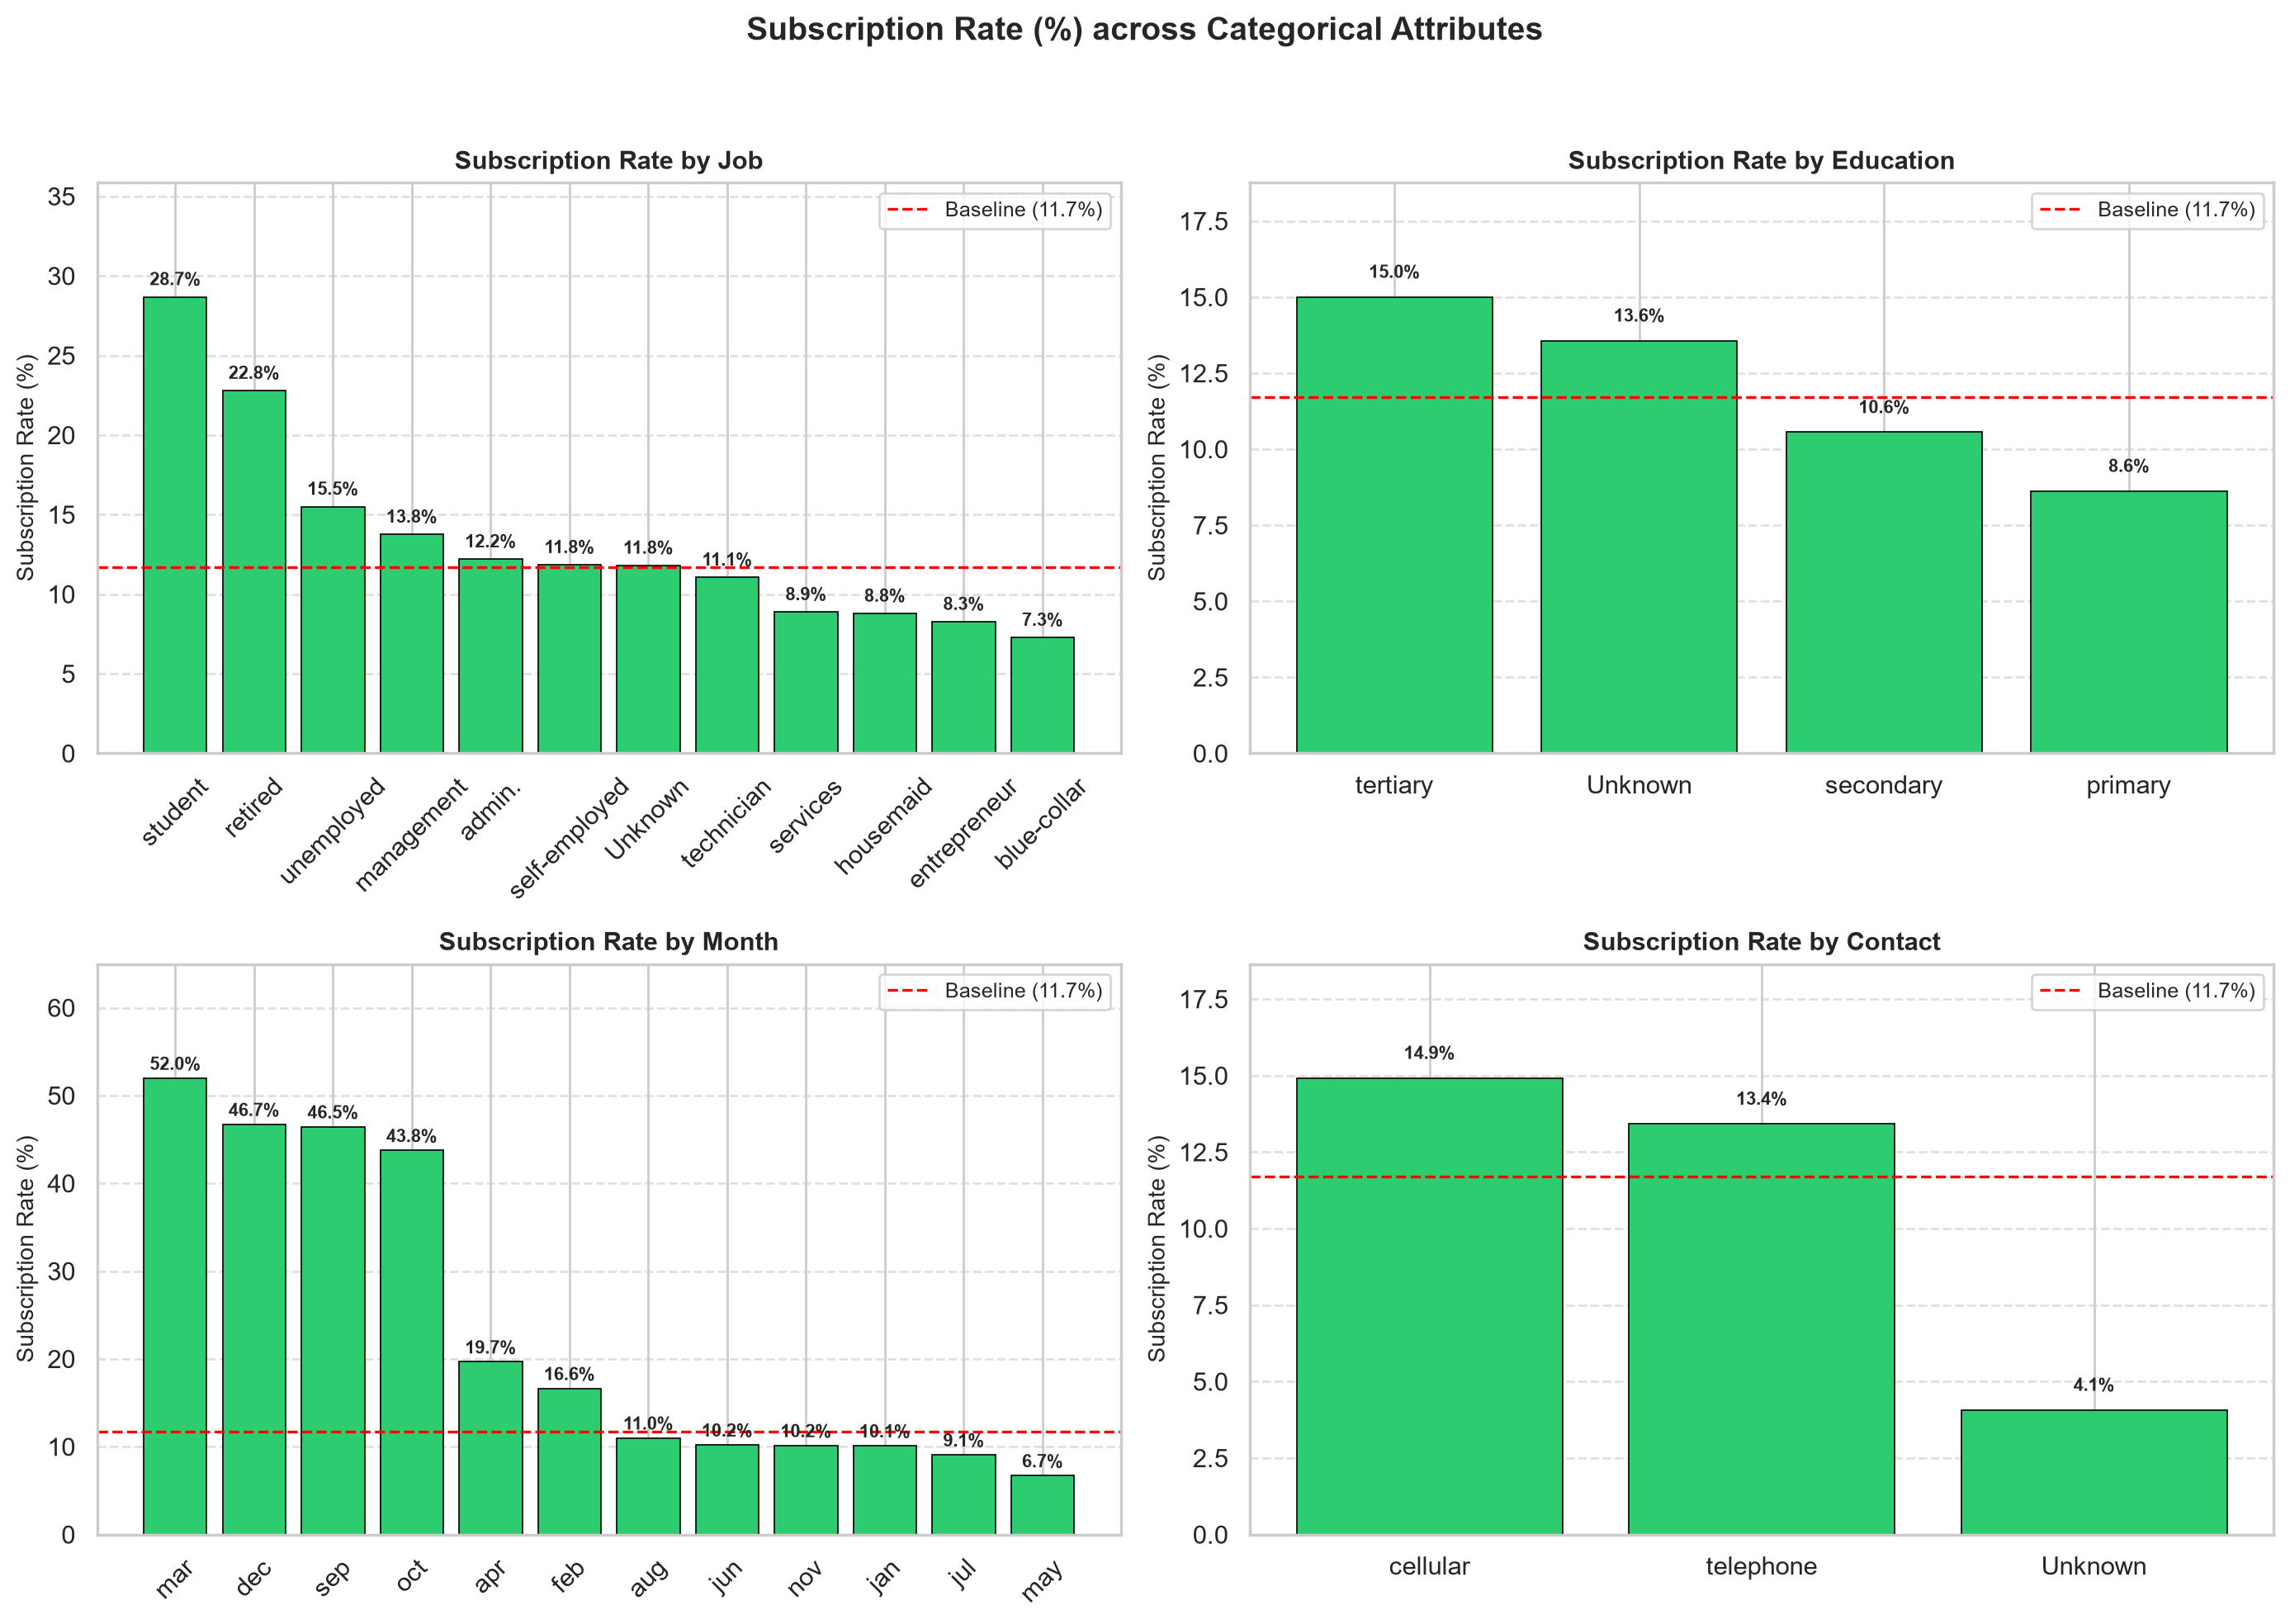 Subscription Rate (%) across Categorical Attributes
Subscription Rate by Job
Subscription Rate (%)
35
30
25
20
15
10
5
0
Baseline (11.7%)
28.7%
22.8%
15.5%
13.8%
12.2%
11.8%
11.8%
11.1%
8.9%
8.8%
8.3%
7.3%
student
retired
unemployed
management
admin.
self-employed
Unknown
technician
services
housemaid
entrepreneur
blue-collar
Subscription Rate by Education
Subscription Rate (%)
17.5
15.0
12.5
10.0
7.5
5.0
2.5
0.0
Baseline (11.7%)
15.0%
13.6%
10.6%
8.6%
tertiary
Unknown
secondary
primary
Subscription Rate by Month
Subscription Rate (%)
60
50
40
30
20
10
0
Baseline (11.7%)
52.0%
46.7%
46.5%
43.8%
19.7%
16.6%
11.0%
10.2%
10.2%
10.1%
9.1%
6.7%
mar
dec
sep
oct
apr
feb
aug
jun
nov
jan
jul
may
Subscription Rate by Contact
Subscription Rate (%)
17.5
15.0
12.5
10.0
7.5
5.0
2.5
0.0
Baseline (11.7%)
14.9%
13.4%
4.1%
cellular
telephone
Unknown